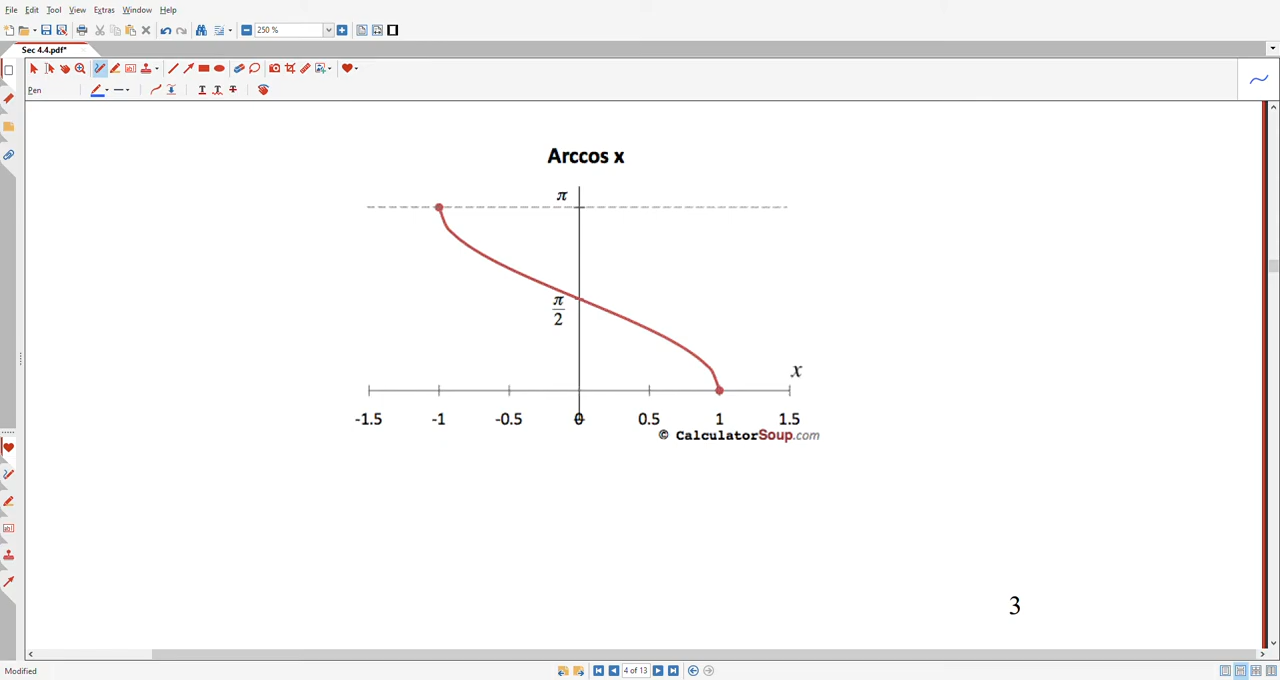 File Edit Tool View Extras Window Help
250 %
Sec 4.4.pdf*
Pen
Arccos x
π
π
2
x
-1.5 -1 -0.5 0 0.5 1 1.5
© CalculatorSoup.com
3
Modified
4 of 13